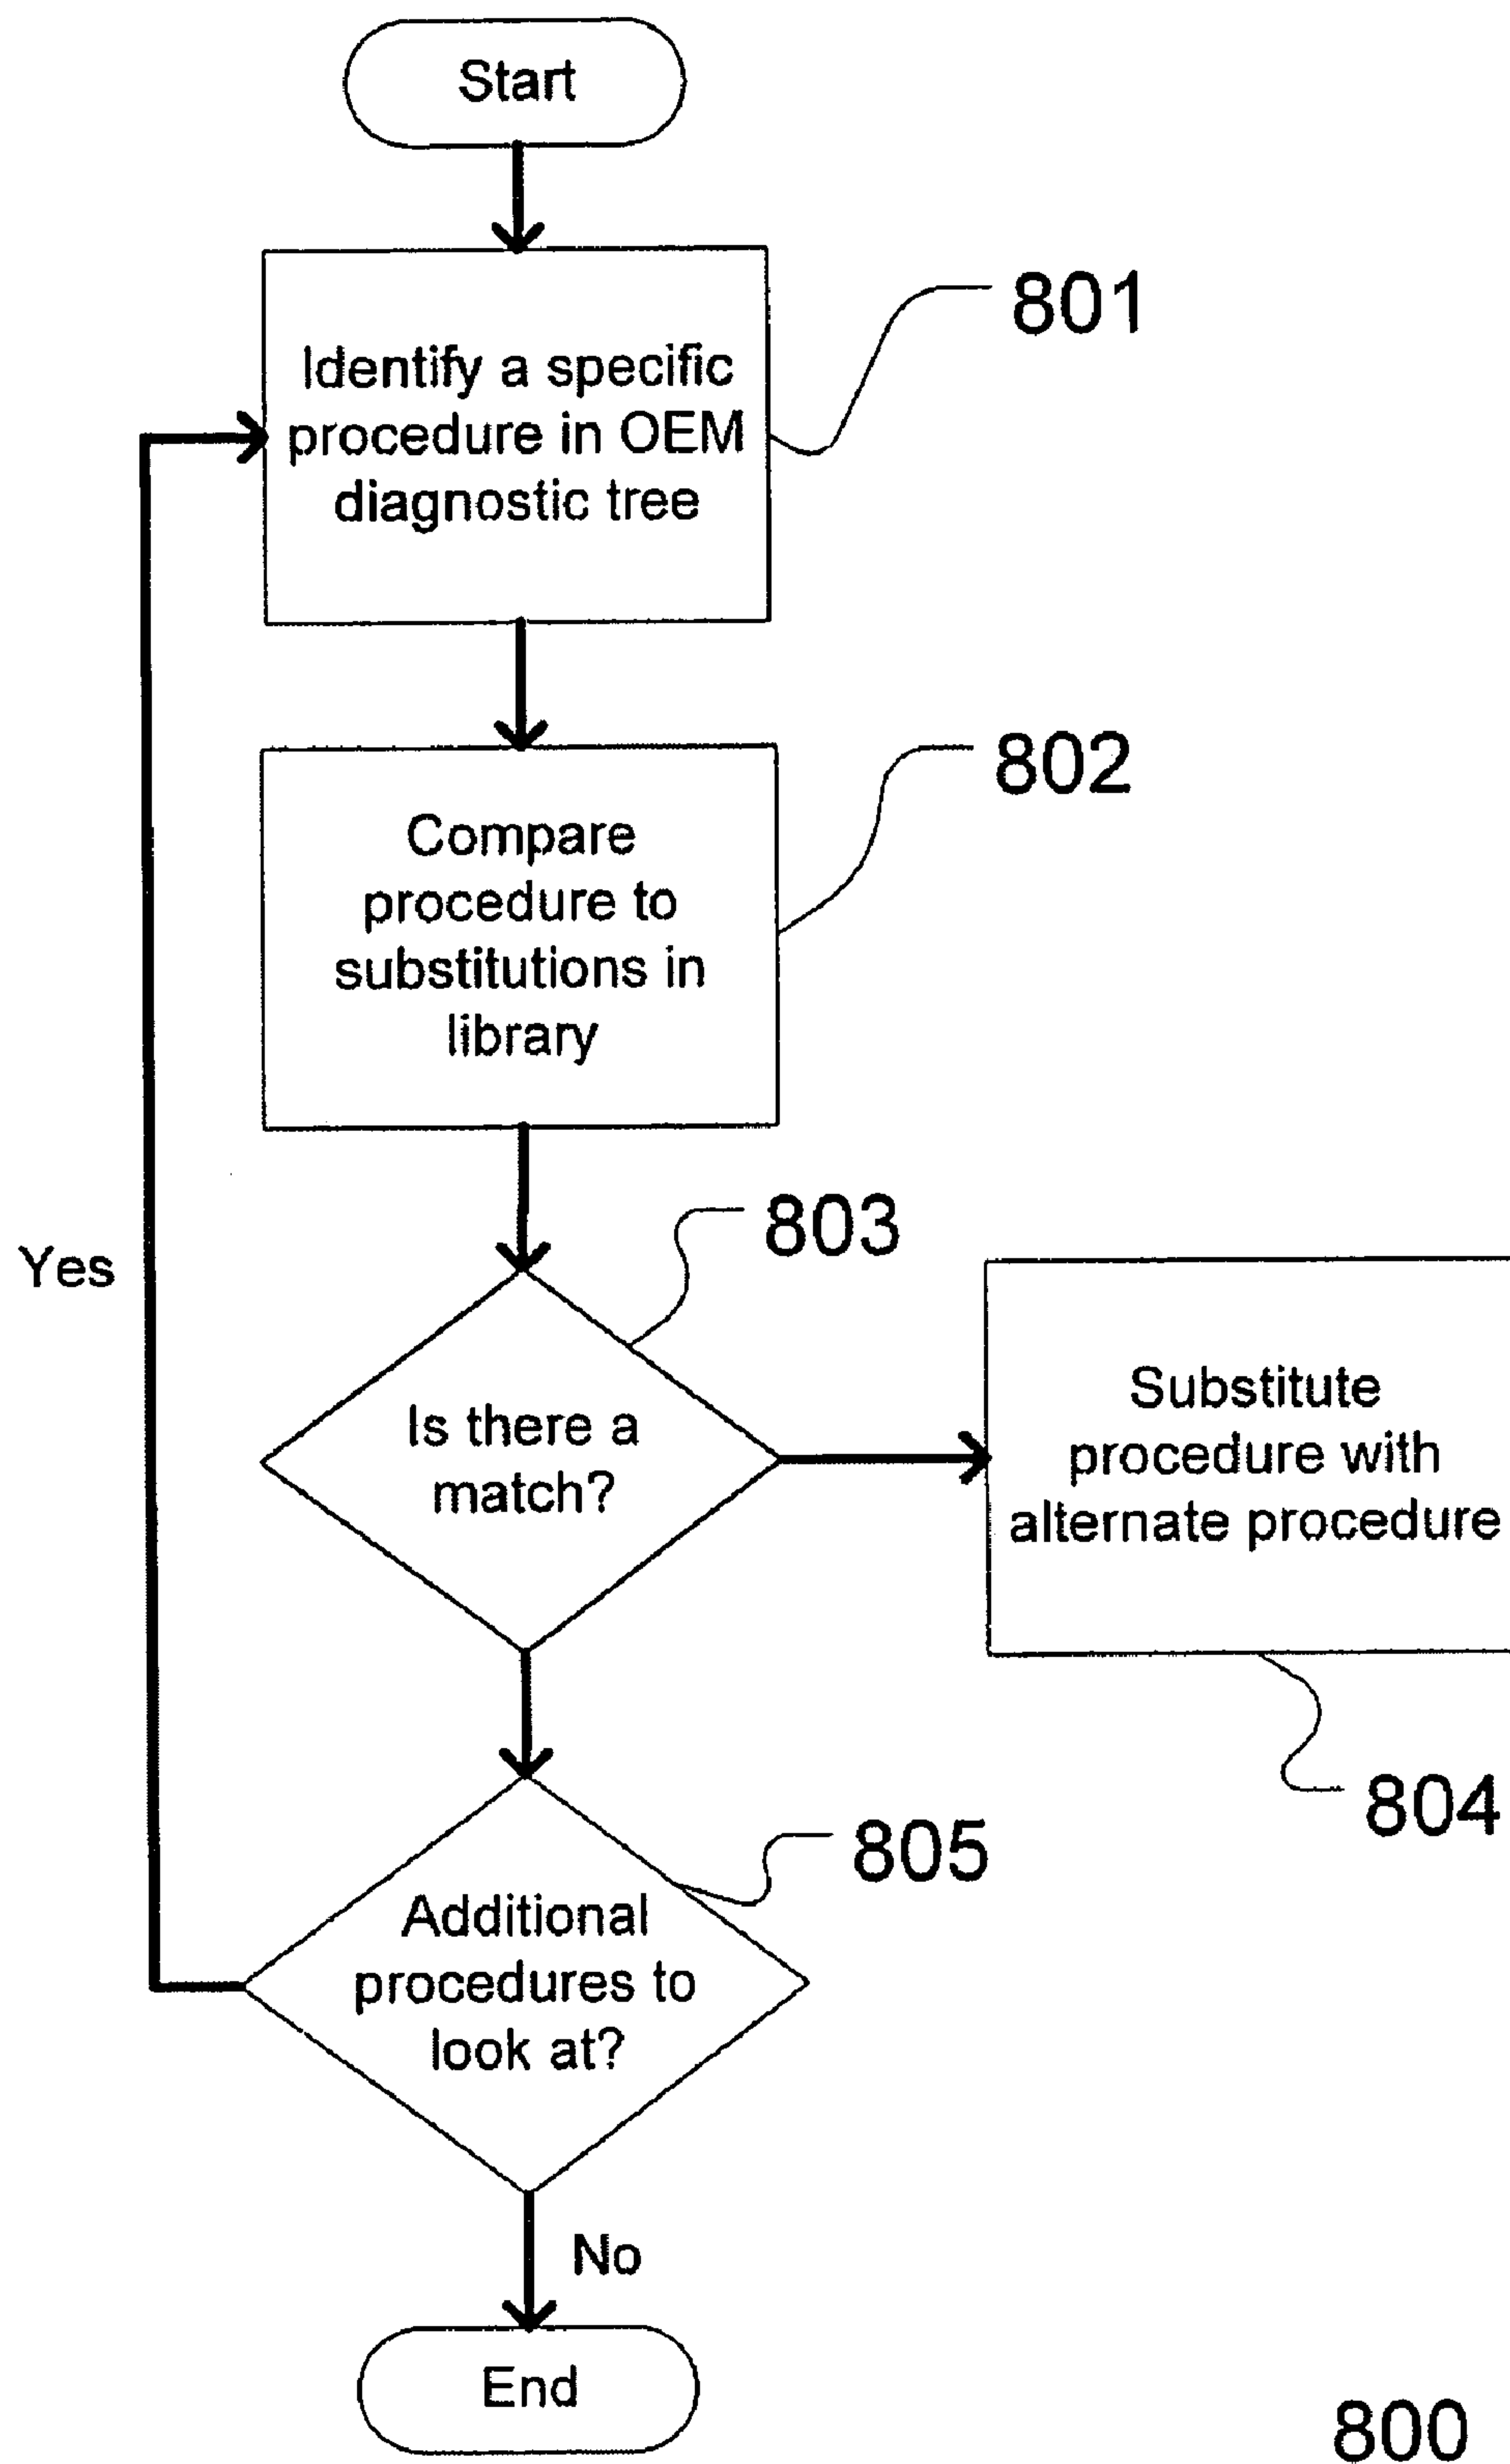 Start
801
Identify a specific
procedure in OEM
diagnostic tree
802
Compare
procedure to
substitutions in
library
803
Yes
Is there a
match?
Substitute
procedure with
alternate procedure
804
805
Additional
procedures to
look at?
No
End
800